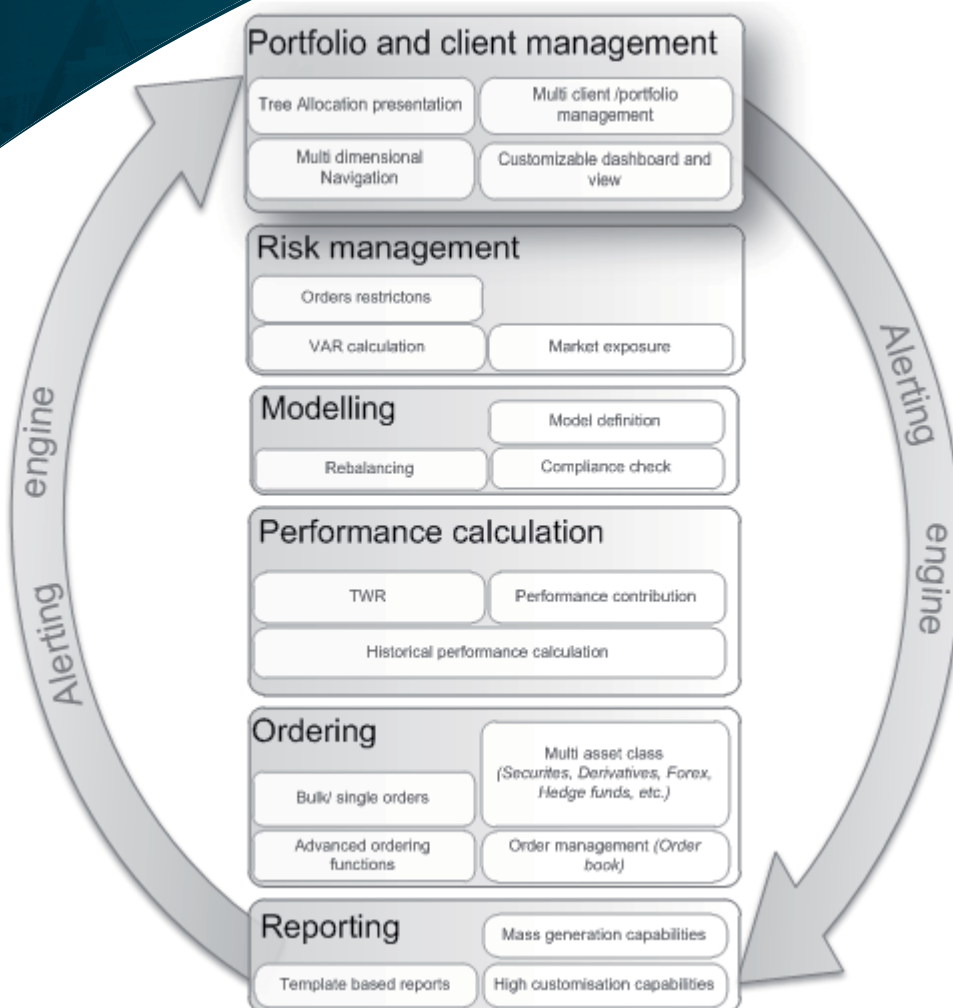 Portfolio and client management
Tree Allocation presentation
Multi client /portfolio
management
Multi dimensional
Navigation
Customizable dashboard and
view
Risk management
Orders restrictons
VAR calculation
Market exposure
Modelling
Model definition
Rebalancing
Compliance check
Performance calculation
TWR
Performance contribution
Historical performance calculation
Ordering
Multi asset class
(Securites, Derivatives, Forex,
Hedge funds, etc.)
Bulk/ single orders
Advanced ordering
functions
Order management (Order
book)
Reporting
Mass generation capabilities
Template based reports
High customisation capabilities
Alerting engine
Alerting engine